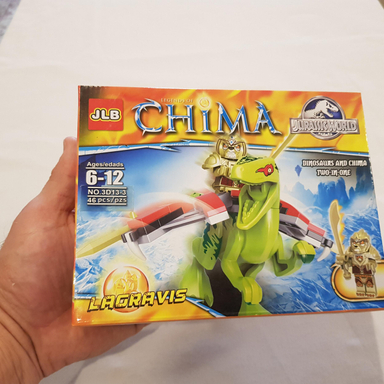 JLB
CHIMA
JURASSIC WORLD
Ages/edades
6-12
NO.3D13-3
46 pcs/pzs
DINOSAURS AND CHIMA
TWO-IN-ONE
LAGRAVIS